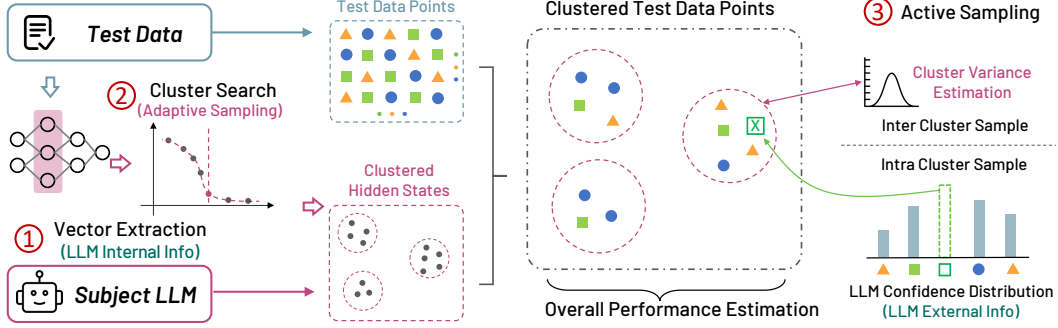 Test Data
Test Data Points
Clustered Test Data Points
3 Active Sampling
2 Cluster Search
(Adaptive Sampling)
Cluster Variance
Estimation
X
Inter Cluster Sample
Intra Cluster Sample
Clustered
Hidden States
1 Vector Extraction
(LLM Internal Info)
Subject LLM
Overall Performance Estimation
LLM Confidence Distribution
(LLM External Info)